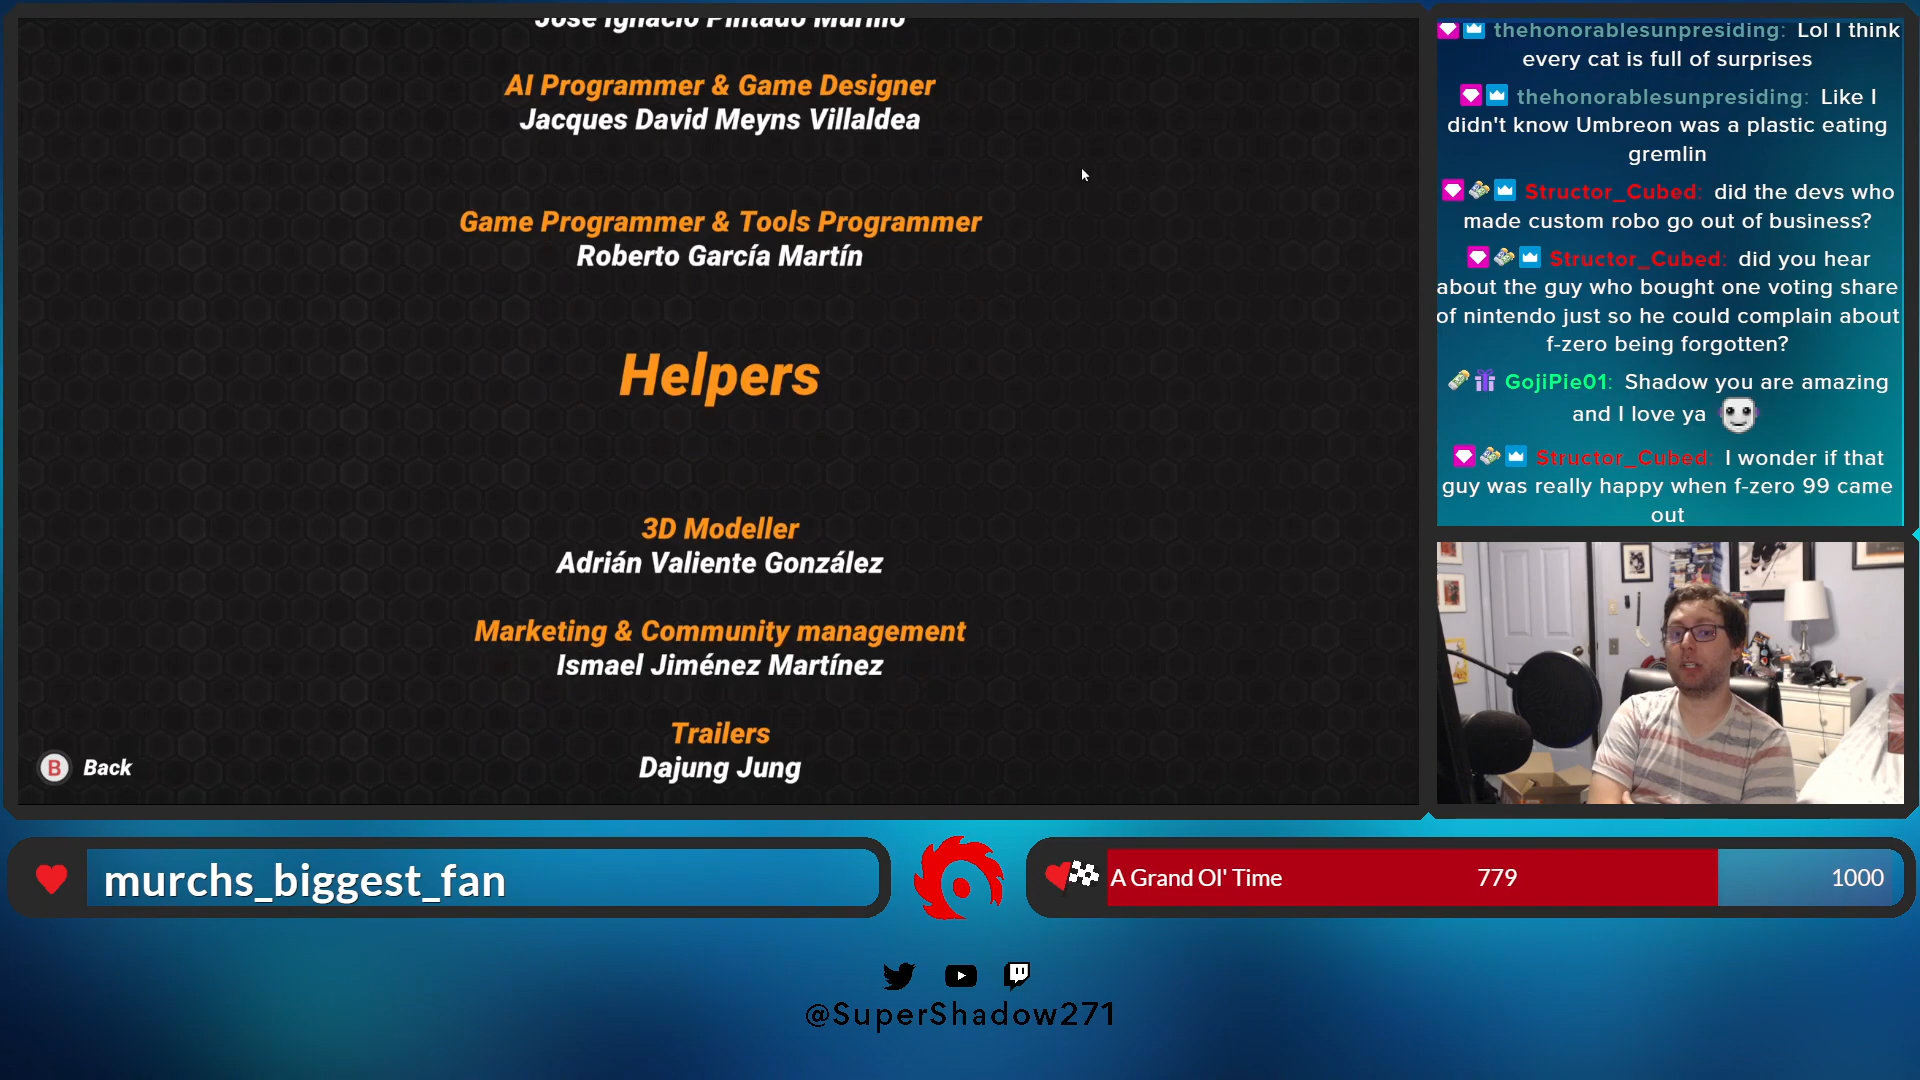 José Ignacio Pintado Murillo
AI Programmer & Game Designer
Jacques David Meyns Villaldea
Game Programmer & Tools Programmer
Roberto García Martín
Helpers
3D Modeller
Adrián Valiente González
Marketing & Community management
Ismael Jiménez Martínez
Trailers
Dajung Jung
B Back
thehonorablesunpresiding: Lol I think
every cat is full of surprises
thehonorablesunpresiding: Like I
didn't know Umbreon was a plastic eating
gremlin
Structor_Cubed: did the devs who
made custom robo go out of business?
Structor_Cubed: did you hear
about the guy who bought one voting share
of nintendo just so he could complain about
f-zero being forgotten?
GojiPie01: Shadow you are amazing
and I love ya
Structor_Cubed: I wonder if that
guy was really happy when f-zero 99 came
out
murchs_biggest_fan
A Grand Ol' Time 779 1000
@SuperShadow271